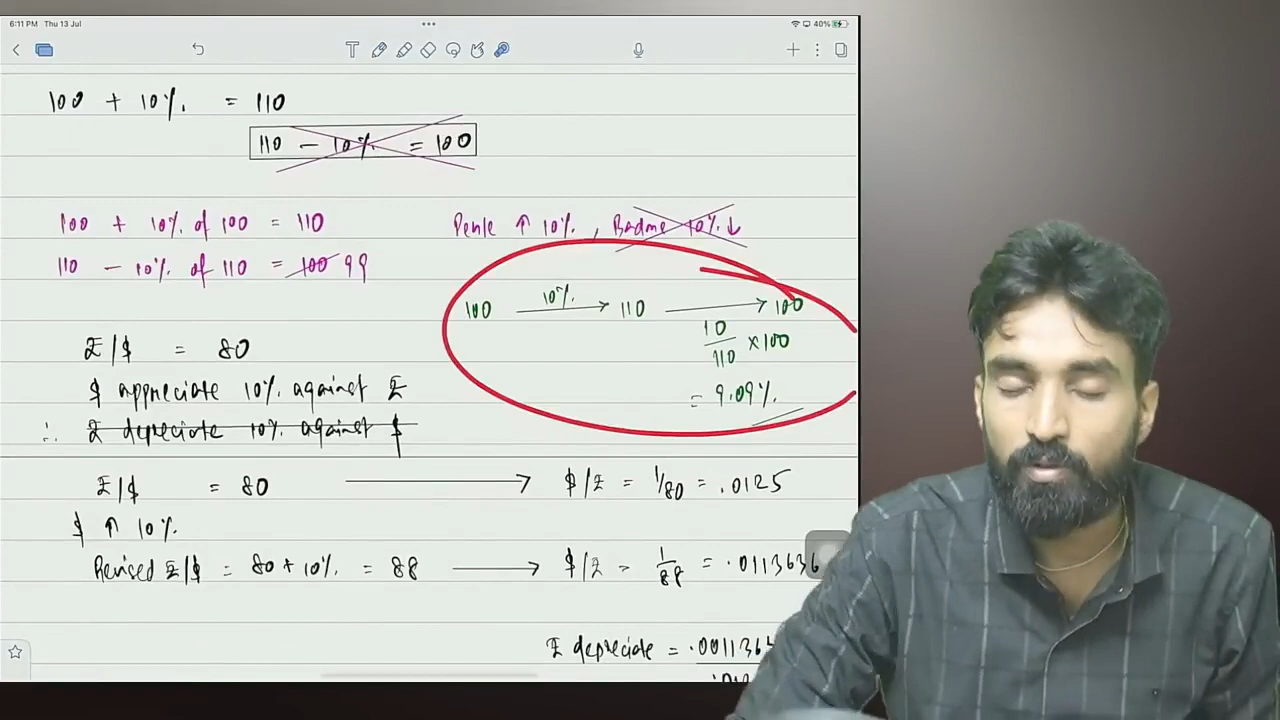 6:11 PM Thu 13 Jul
40%
100 + 10% = 110
110 - 10% = 100
100 + 10% of 100 = 110
110 - 10% of 110 = 100 99
Pehle ↑ 10%, Badme 10% ↓
100 10% → 110 → 100
10/110 × 100
= 9.09%
₹/$ = 80
$ appreciate 10% against ₹
∴ ₹ depreciate 10% against $
₹/$ = 80 → $/₹ = 1/80 = .0125
$ ↑ 10%
Revised ₹/$ = 80 + 10% = 88 → $/₹ = 1/88 = .0113636
₹ depreciate =